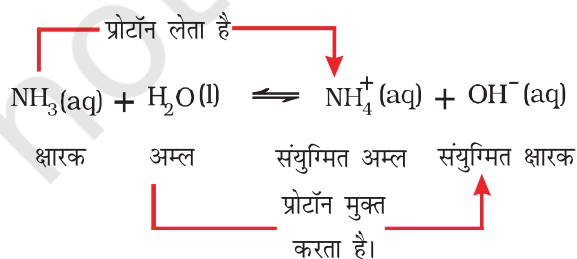 प्रोटॉन लेता है
NH₃(aq) + H₂O(l) ⇌ NH₄⁺(aq) + OH⁻(aq)
क्षारक अम्ल संयुग्मित अम्ल संयुग्मित क्षारक
प्रोटॉन मुक्त
करता है।